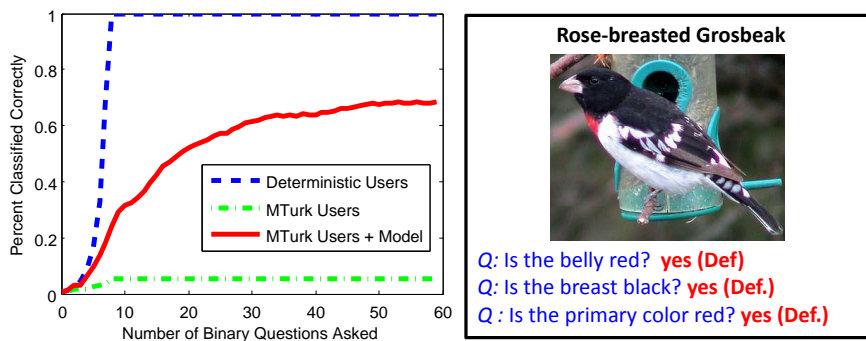 Percent Classified Correctly
1
0.8
0.6
0.4
0.2
0
0 10 20 30 40 50 60
Number of Binary Questions Asked
Deterministic Users
MTurk Users
MTurk Users + Model
Rose-breasted Grosbeak
Q: Is the belly red? yes (Def)
Q: Is the breast black? yes (Def.)
Q : Is the primary color red? yes (Def.)